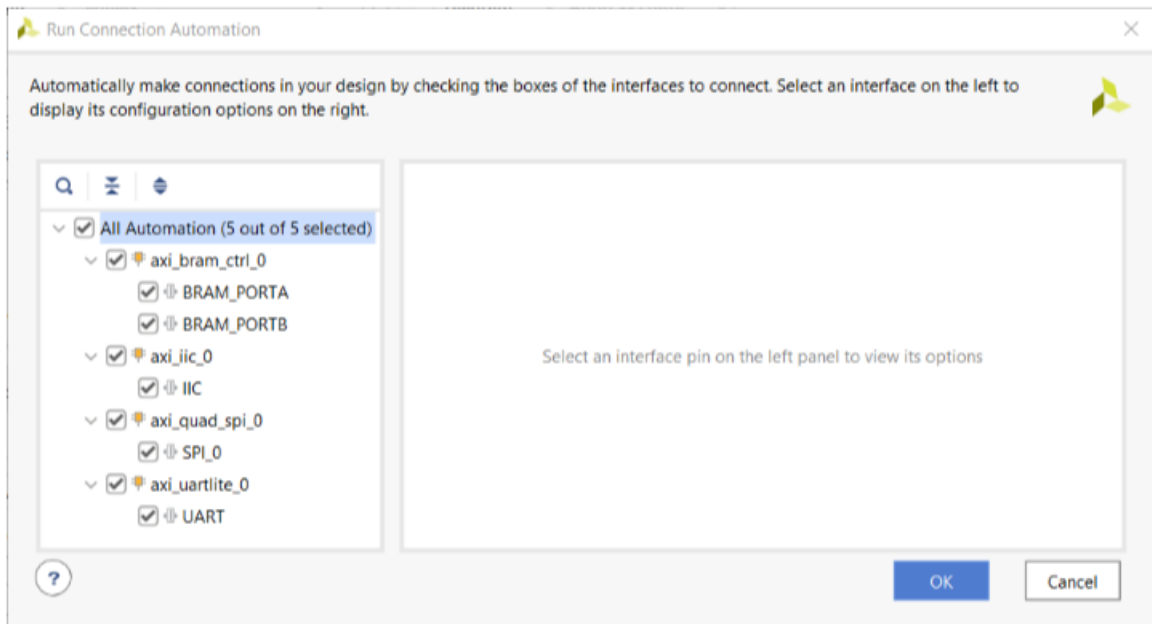 Run Connection Automation
Automatically make connections in your design by checking the boxes of the interfaces to connect. Select an interface on the left to
display its configuration options on the right.
All Automation (5 out of 5 selected)
axi_bram_ctrl_0
BRAM_PORTA
BRAM_PORTB
axi_iic_0
IIC
axi_quad_spi_0
SPI_0
axi_uartlite_0
UART
Select an interface pin on the left panel to view its options
?
OK
Cancel